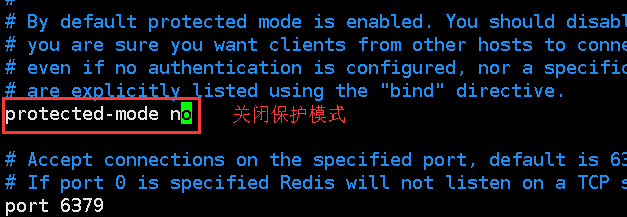 #
# By default protected mode is enabled. You should disabl
# you are sure you want clients from other hosts to conne
# even if no authentication is configured, nor a specific
# are explicitly listed using the "bind" directive.
protected-mode no 关闭保护模式
# Accept connections on the specified port, default is 63
# If port 0 is specified Redis will not listen on a TCP s
port 6379